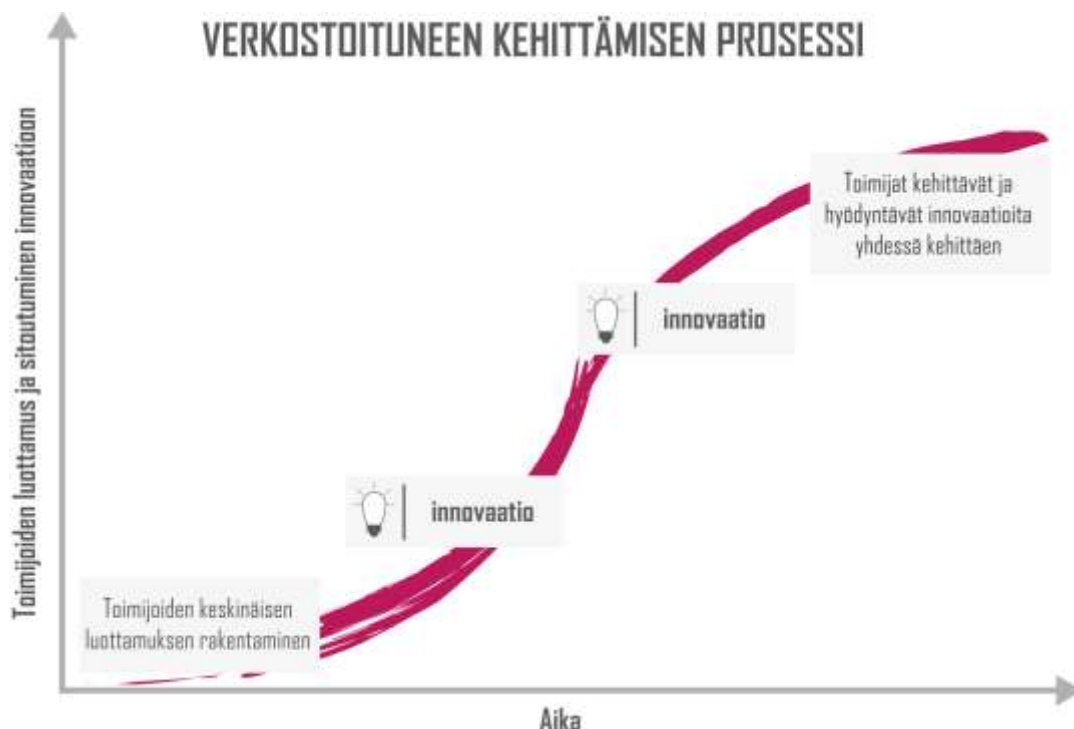 VERKOSTOITUNEEN KEHITTÄMISEN PROSESSI
Toimijoiden luottamus ja sitoutuminen innovaatioon
Toimijat kehittävät ja
hyödyntävät innovaatioita
yhdessä kehittäen
innovaatio
innovaatio
Toimijoiden keskinäisen
luottamuksen rakentaminen
Aika